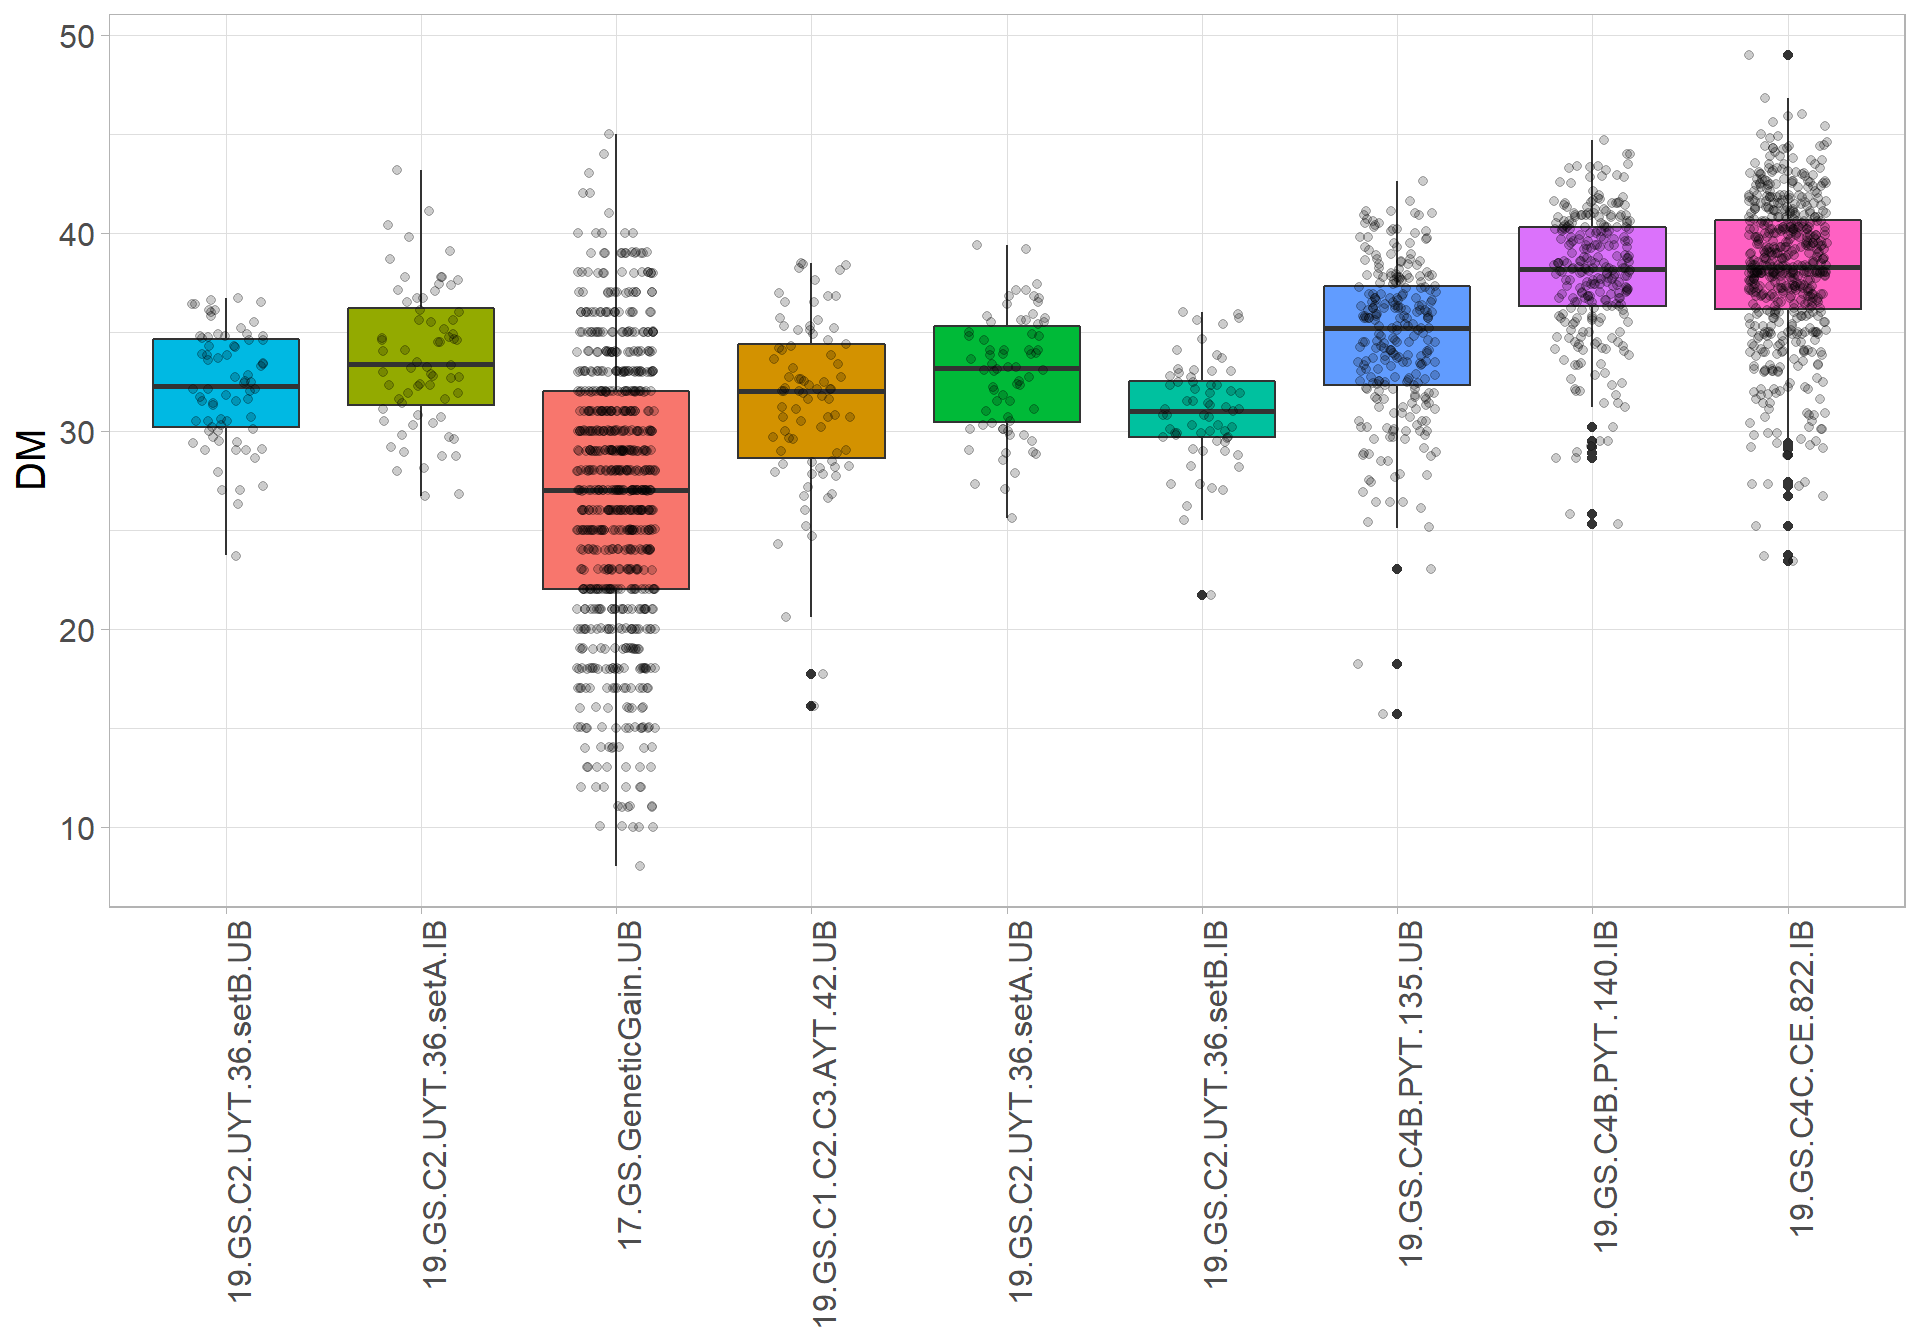 50
40
30
20
10
DM
19.GS.C2.UYT.36.setB.UB
19.GS.C2.UYT.36.setA.IB
17.GS.GeneticGain.UB
19.GS.C1.C2.C3.AYT.42.UB
19.GS.C2.UYT.36.setA.UB
19.GS.C2.UYT.36.setB.IB
19.GS.C4B.PYT.135.UB
19.GS.C4B.PYT.140.IB
19.GS.C4C.CE.822.IB